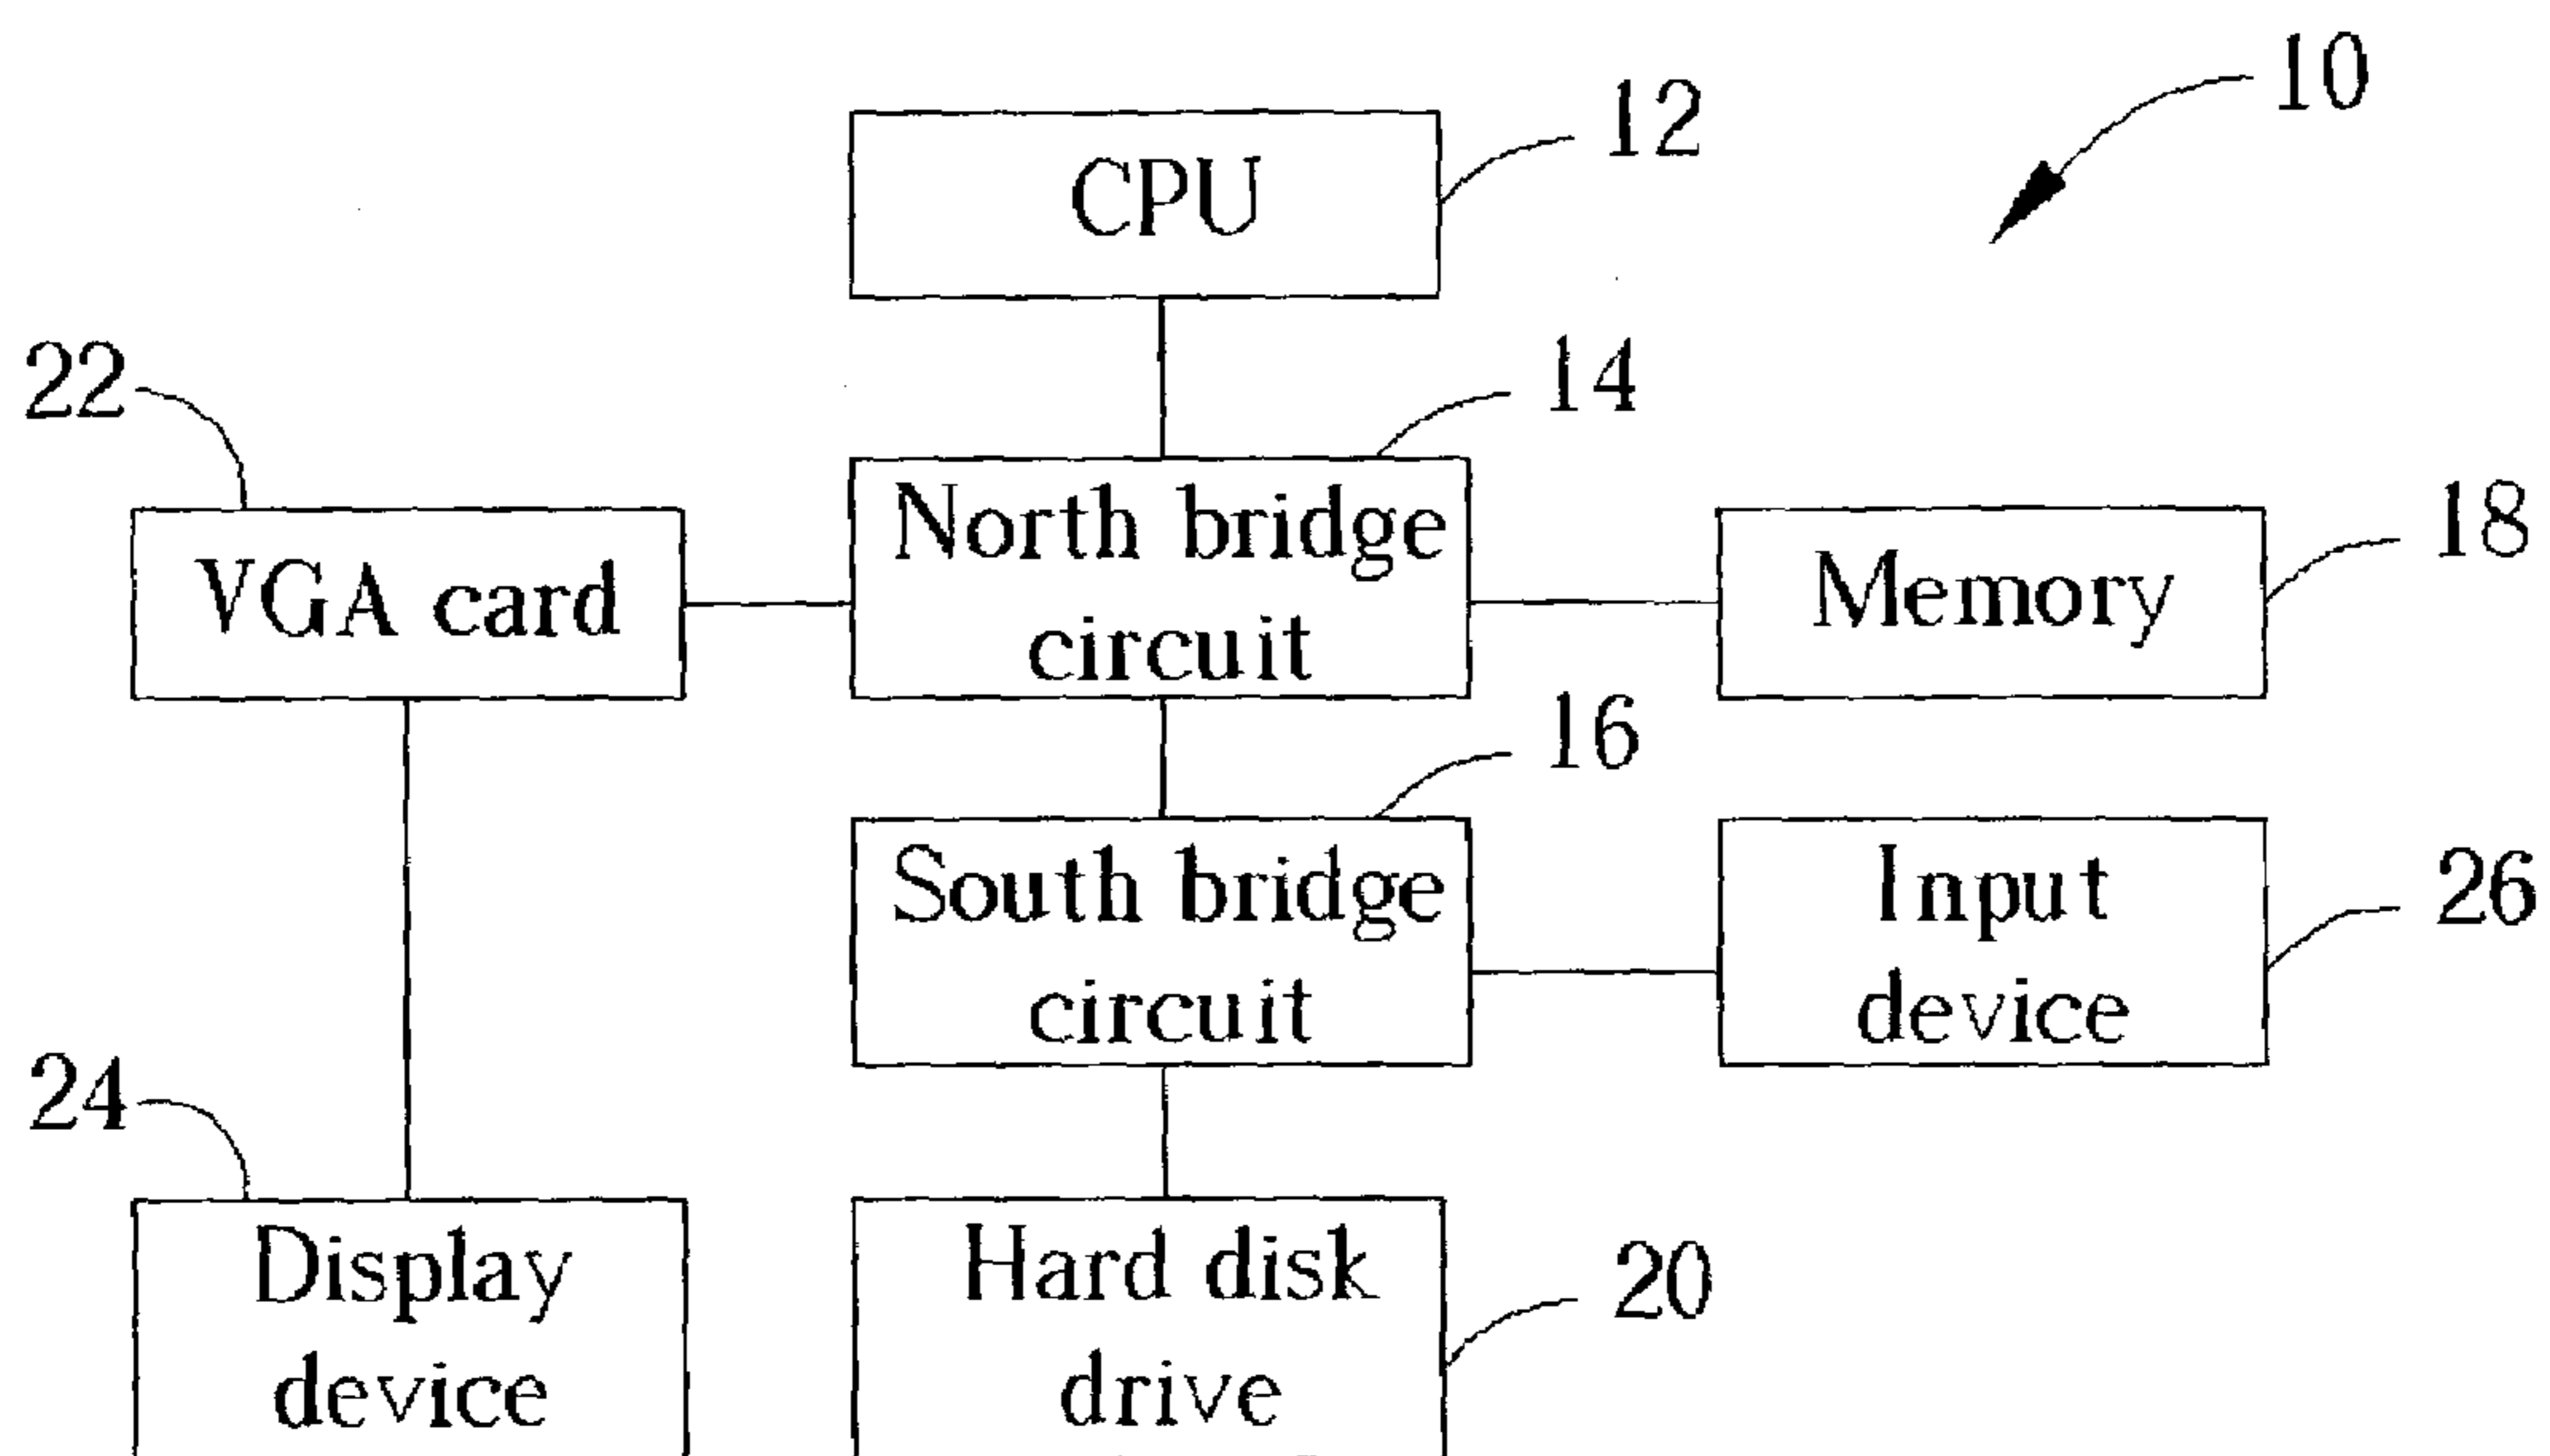 10
12
CPU
14
22
North bridge
circuit
VGA card
18
Memory
16
South bridge
circuit
26
Input
device
24
Display
device
20
Hard disk
drive